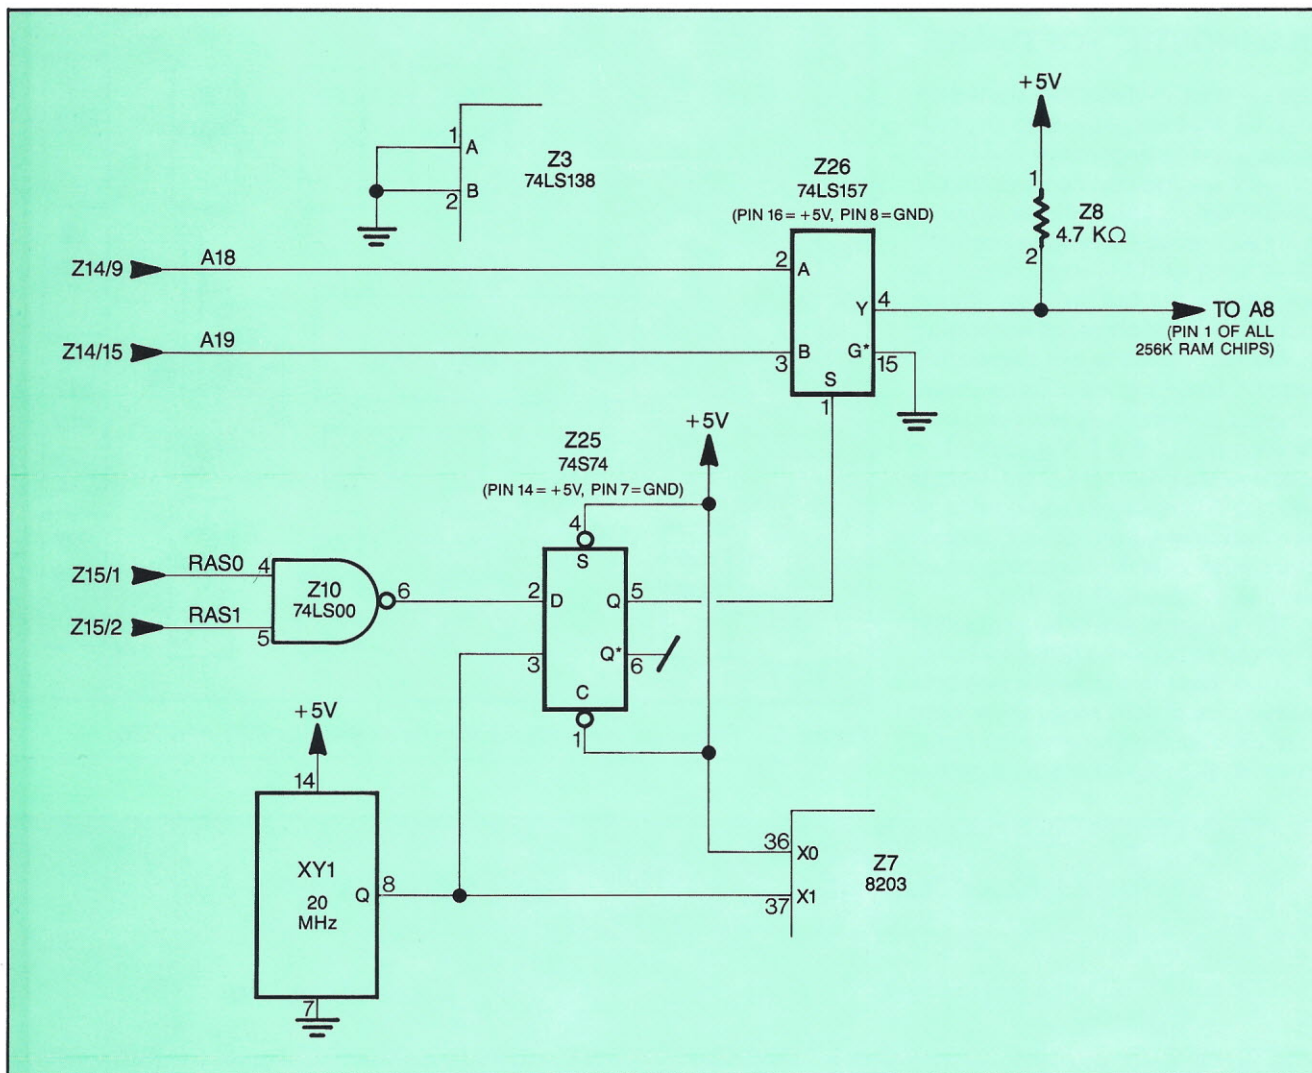 +5V
1
A
Z3
74LS138
B
2
Z26
74LS157
(PIN 16 = +5V, PIN 8 = GND)
1
Z8
4.7 KΩ
2
Z14/9
A18
2
A
Y
4
TO A8
(PIN 1 OF ALL
256K RAM CHIPS)
Z14/15
A19
3
B
G*
15
S
1
+5V
Z25
74S74
(PIN 14 = +5V, PIN 7 = GND)
4
S
Z15/1
RAS0
4
Z10
74LS00
6
2
D
Q
5
Z15/2
RAS1
5
3
Q*
6
C
1
+5V
14
XY1
20
MHz
Q
8
7
36
X0
Z7
8203
37
X1